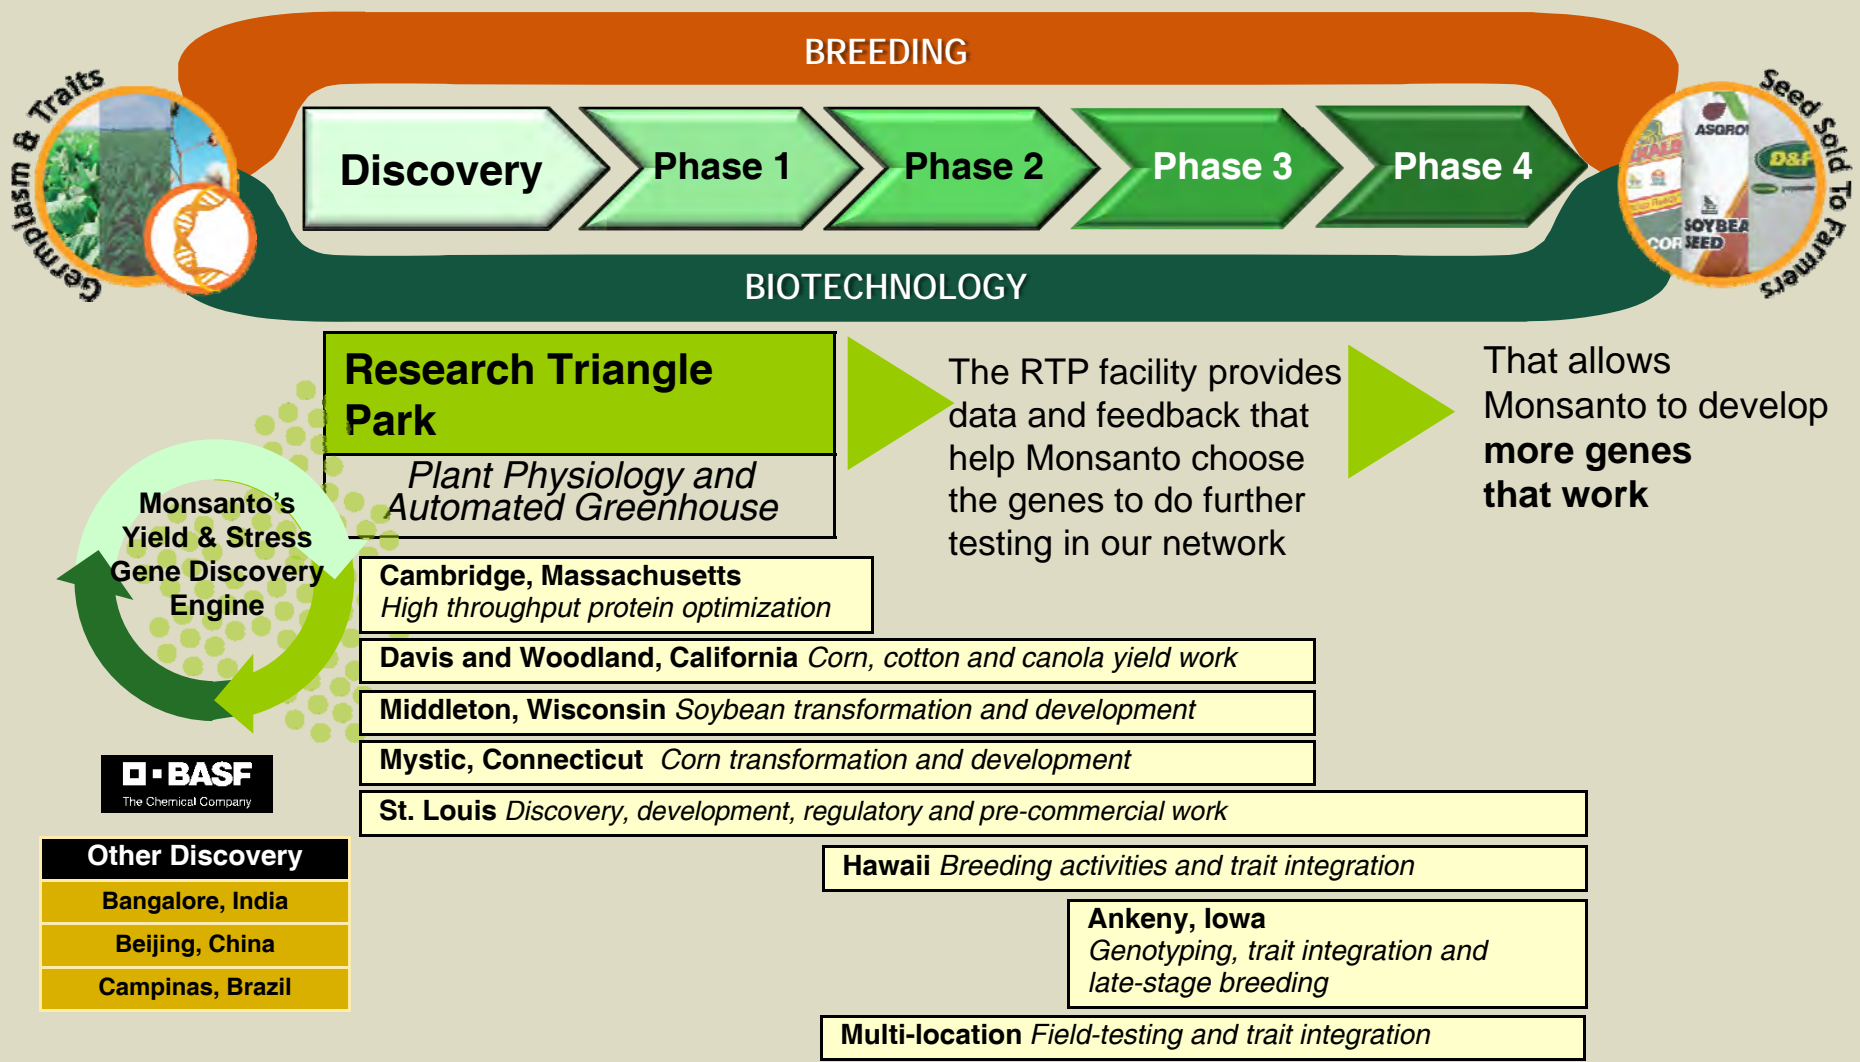 BREEDING
Germplasm & Traits
Discovery
Phase 1
Phase 2
Phase 3
Phase 4
Seed Sold To Farmers
ASGRO
D&P
SOYBEA
SEED
COR
BIOTECHNOLOGY
Research Triangle
Park
Plant Physiology and
Automated Greenhouse
The RTP facility provides
data and feedback that
help Monsanto choose
the genes to do further
testing in our network
That allows
Monsanto to develop
more genes
that work
Monsanto's
Yield & Stress
Gene Discovery
Engine
Cambridge, Massachusetts
High throughput protein optimization
Davis and Woodland, California Corn, cotton and canola yield work
Middleton, Wisconsin Soybean transformation and development
Mystic, Connecticut Corn transformation and development
St. Louis Discovery, development, regulatory and pre-commercial work
Hawaii Breeding activities and trait integration
Ankeny, Iowa
Genotyping, trait integration and
late-stage breeding
Multi-location Field-testing and trait integration
BASF
The Chemical Company
Other Discovery
Bangalore, India
Beijing, China
Campinas, Brazil